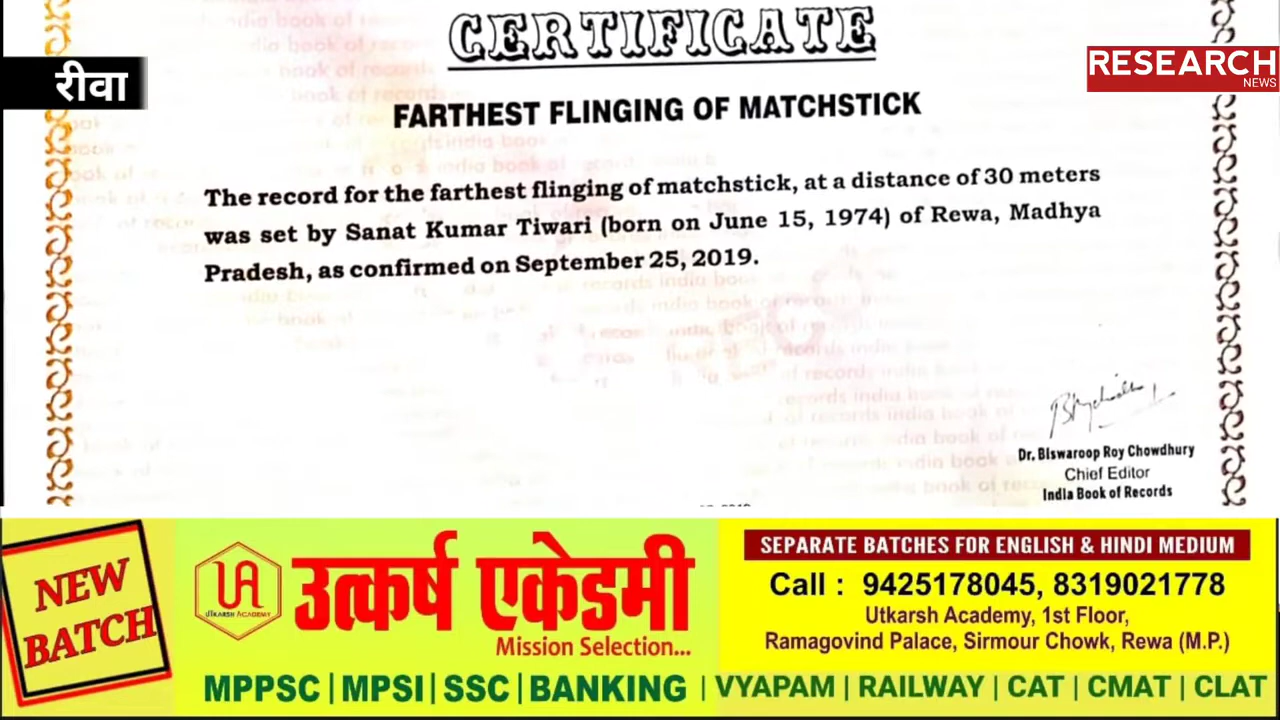 CERTIFICATE
रीवा
RESEARCH
NEWS
FARTHEST FLINGING OF MATCHSTICK
The record for the farthest flinging of matchstick, at a distance of 30 meters
was set by Sanat Kumar Tiwari (born on June 15, 1974) of Rewa, Madhya
Pradesh, as confirmed on September 25, 2019.
Dr. Biswaroop Roy Chowdhury
Chief Editor
India Book of Records
NEW
BATCH
UA
UTKARSH ACADEMY
उत्कर्ष एकेडमी
Mission Selection...
SEPARATE BATCHES FOR ENGLISH & HINDI MEDIUM
Call : 9425178045, 8319021778
Utkarsh Academy, 1st Floor,
Ramagovind Palace, Sirmour Chowk, Rewa (M.P.)
MPPSC | MPSI | SSC | BANKING | VYAPAM | RAILWAY | CAT | CMAT | CLAT